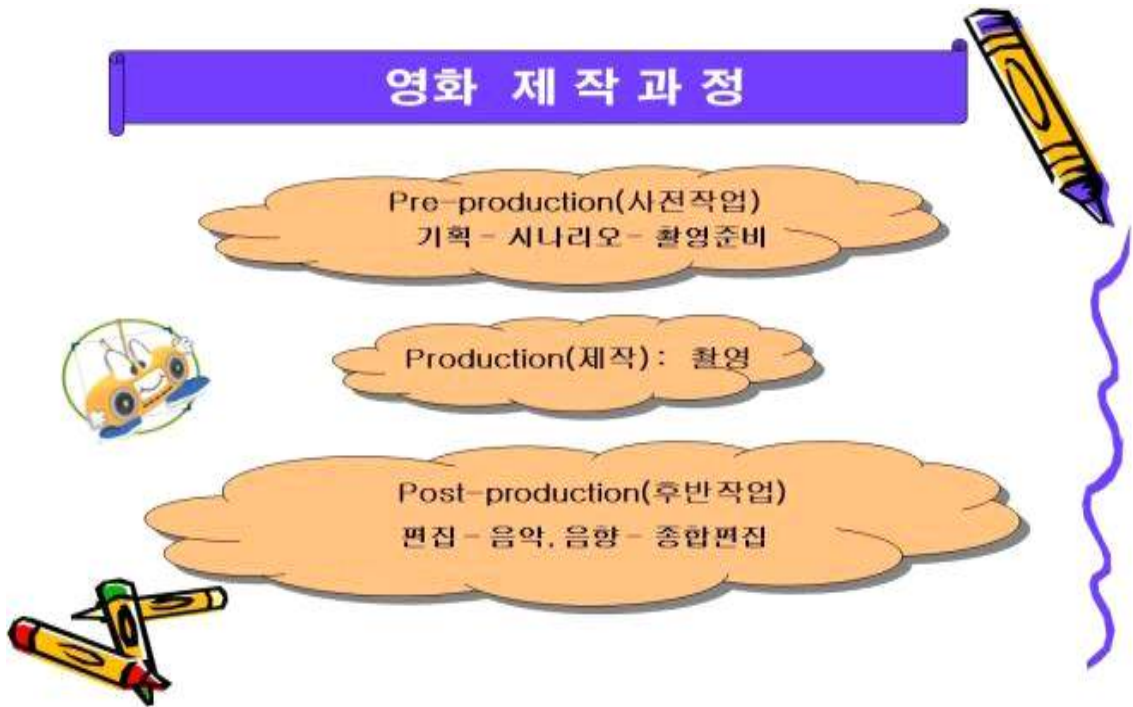 영화 제 작 과 정
Pre-production(사전작업)
기획 - 시나리오 - 촬영준비
Production(제작) : 촬영
Post-production(후반작업)
편집 - 음악, 음향 - 종합편집